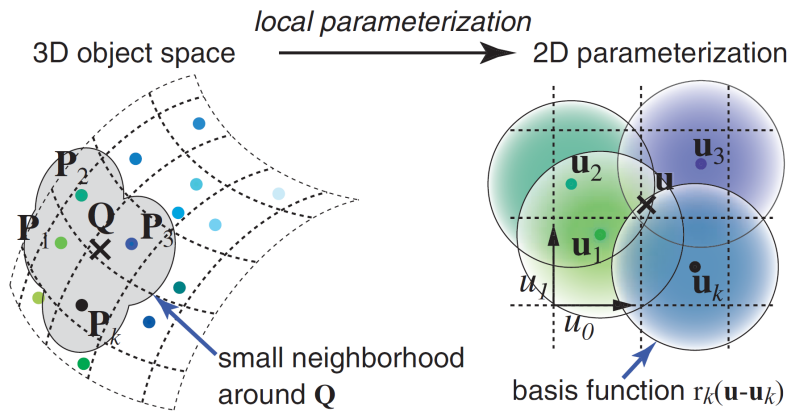 local parameterization
3D object space
2D parameterization
P2
Q
P1
P3
Pk
small neighborhood
around Q
u3
u2
u
u1
uk
u1
u0
basis function rk(u-uk)